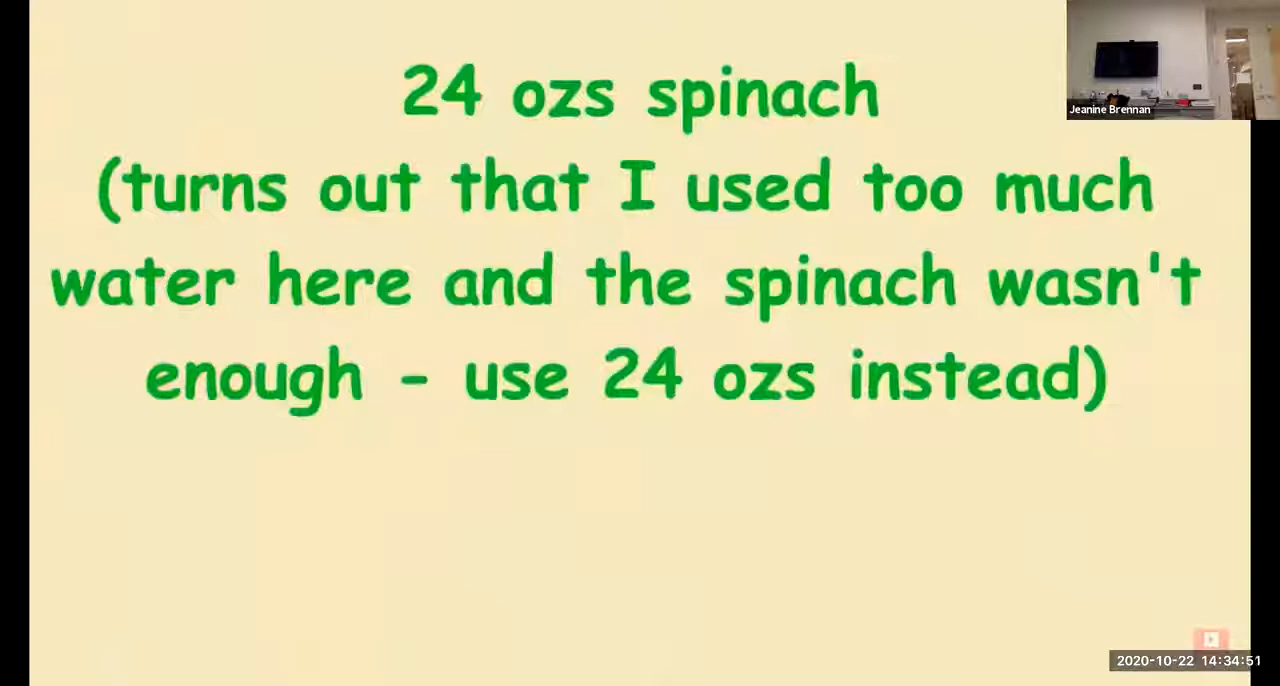 24 ozs spinach
(turns out that I used too much
water here and the spinach wasn't
enough - use 24 ozs instead)
Jeanine Brennan
2020-10-22 14:34:51